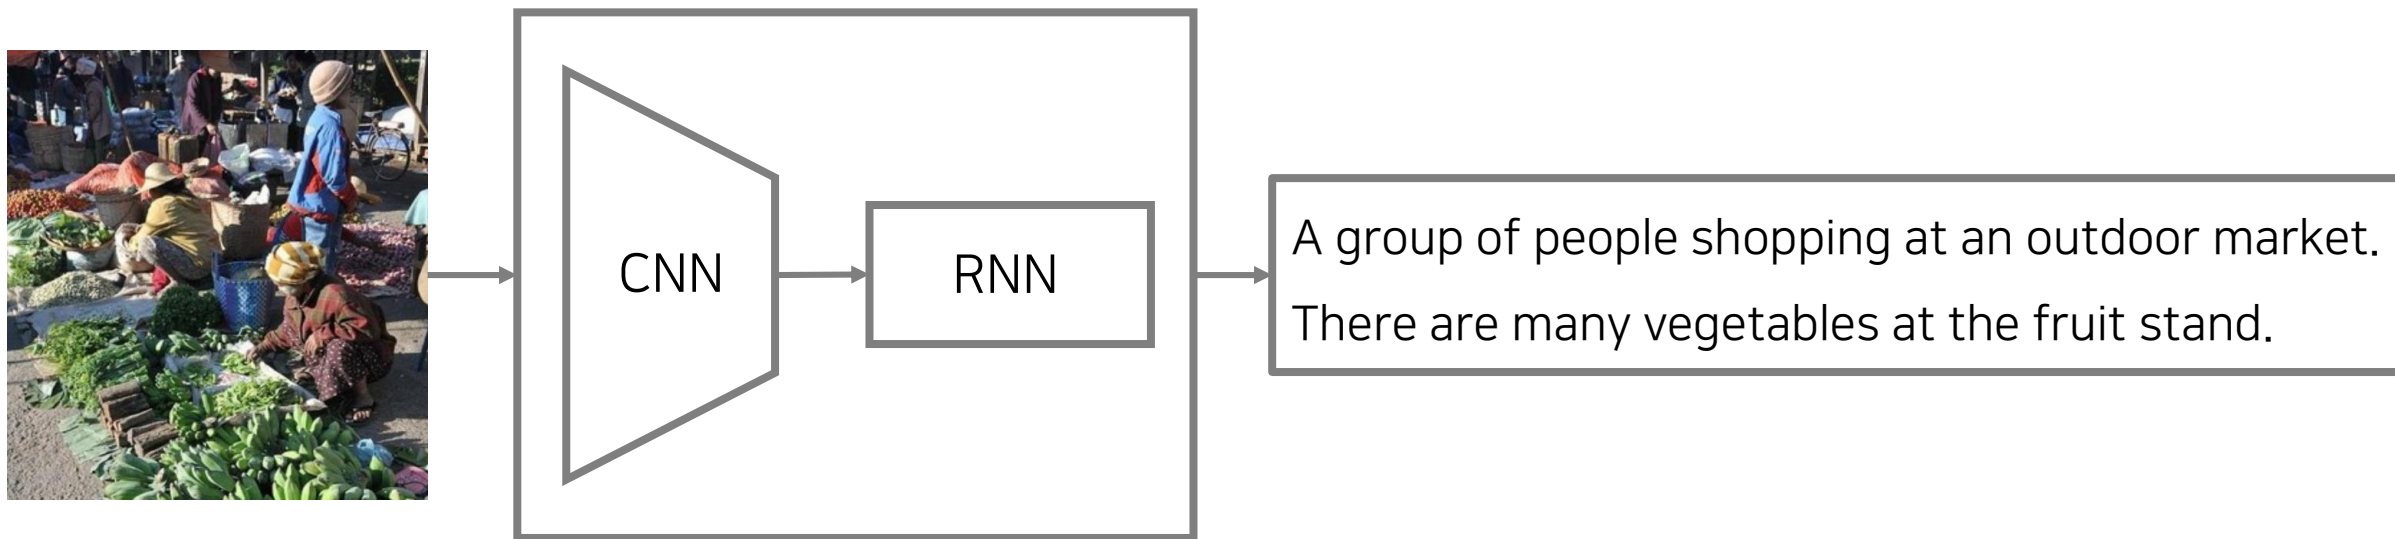 CNN
RNN
A group of people shopping at an outdoor market.
There are many vegetables at the fruit stand.